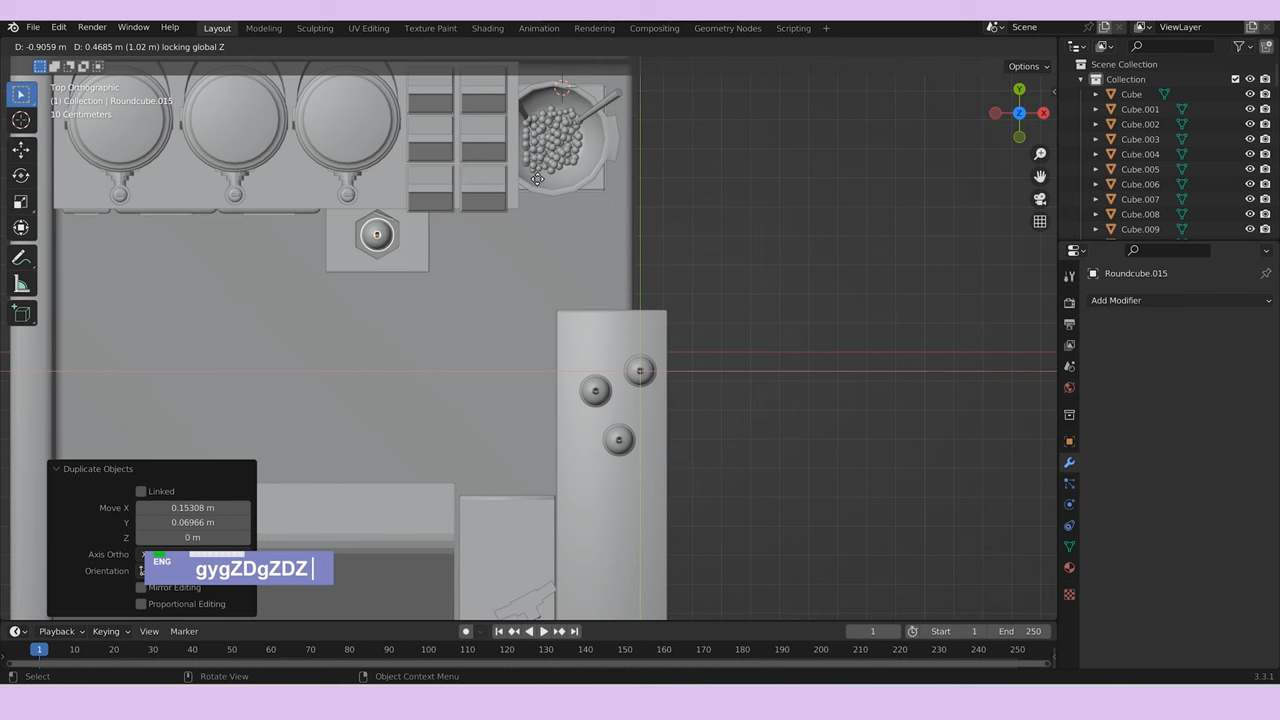 File Edit Render Window Help Layout Modeling Sculpting UV Editing Texture Paint Shading Animation Rendering Compositing Geometry Nodes Scripting + Scene ViewLayer
D: -0.9059 m D: 0.4685 m (1.02 m) locking global Z
Options
Top Orthographic
(1) Collection | Roundcube.015
10 Centimeters
Y
Z
X
Scene Collection
Collection
Cube
Cube.001
Cube.002
Cube.003
Cube.004
Cube.005
Cube.006
Cube.007
Cube.008
Cube.009
Roundcube.015
Add Modifier
Duplicate Objects
Linked
Move X 0.15308 m
Y 0.06966 m
Z 0 m
Axis Ortho
Orientation
Mirror Editing
Proportional Editing
ENG gygZDgZDZ
Playback Keying View Marker 1 Start 1 End 250
1 10 20 30 40 50 60 70 80 90 100 110 120 130 140 150 160 170 180 190 200 210 220 230 240 250
Select Rotate View Object Context Menu 3.3.1